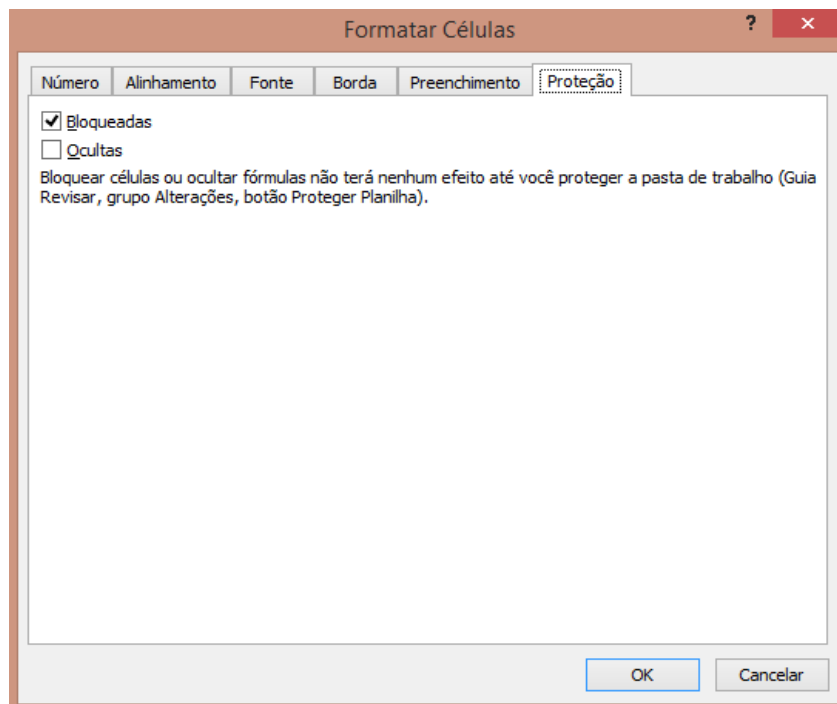 Formatar Células
?
×
Número Alinhamento Fonte Borda Preenchimento Proteção
Bloqueadas
Ocultas
Bloquear células ou ocultar fórmulas não terá nenhum efeito até você proteger a pasta de trabalho (Guia
Revisar, grupo Alterações, botão Proteger Planilha).
OK Cancelar